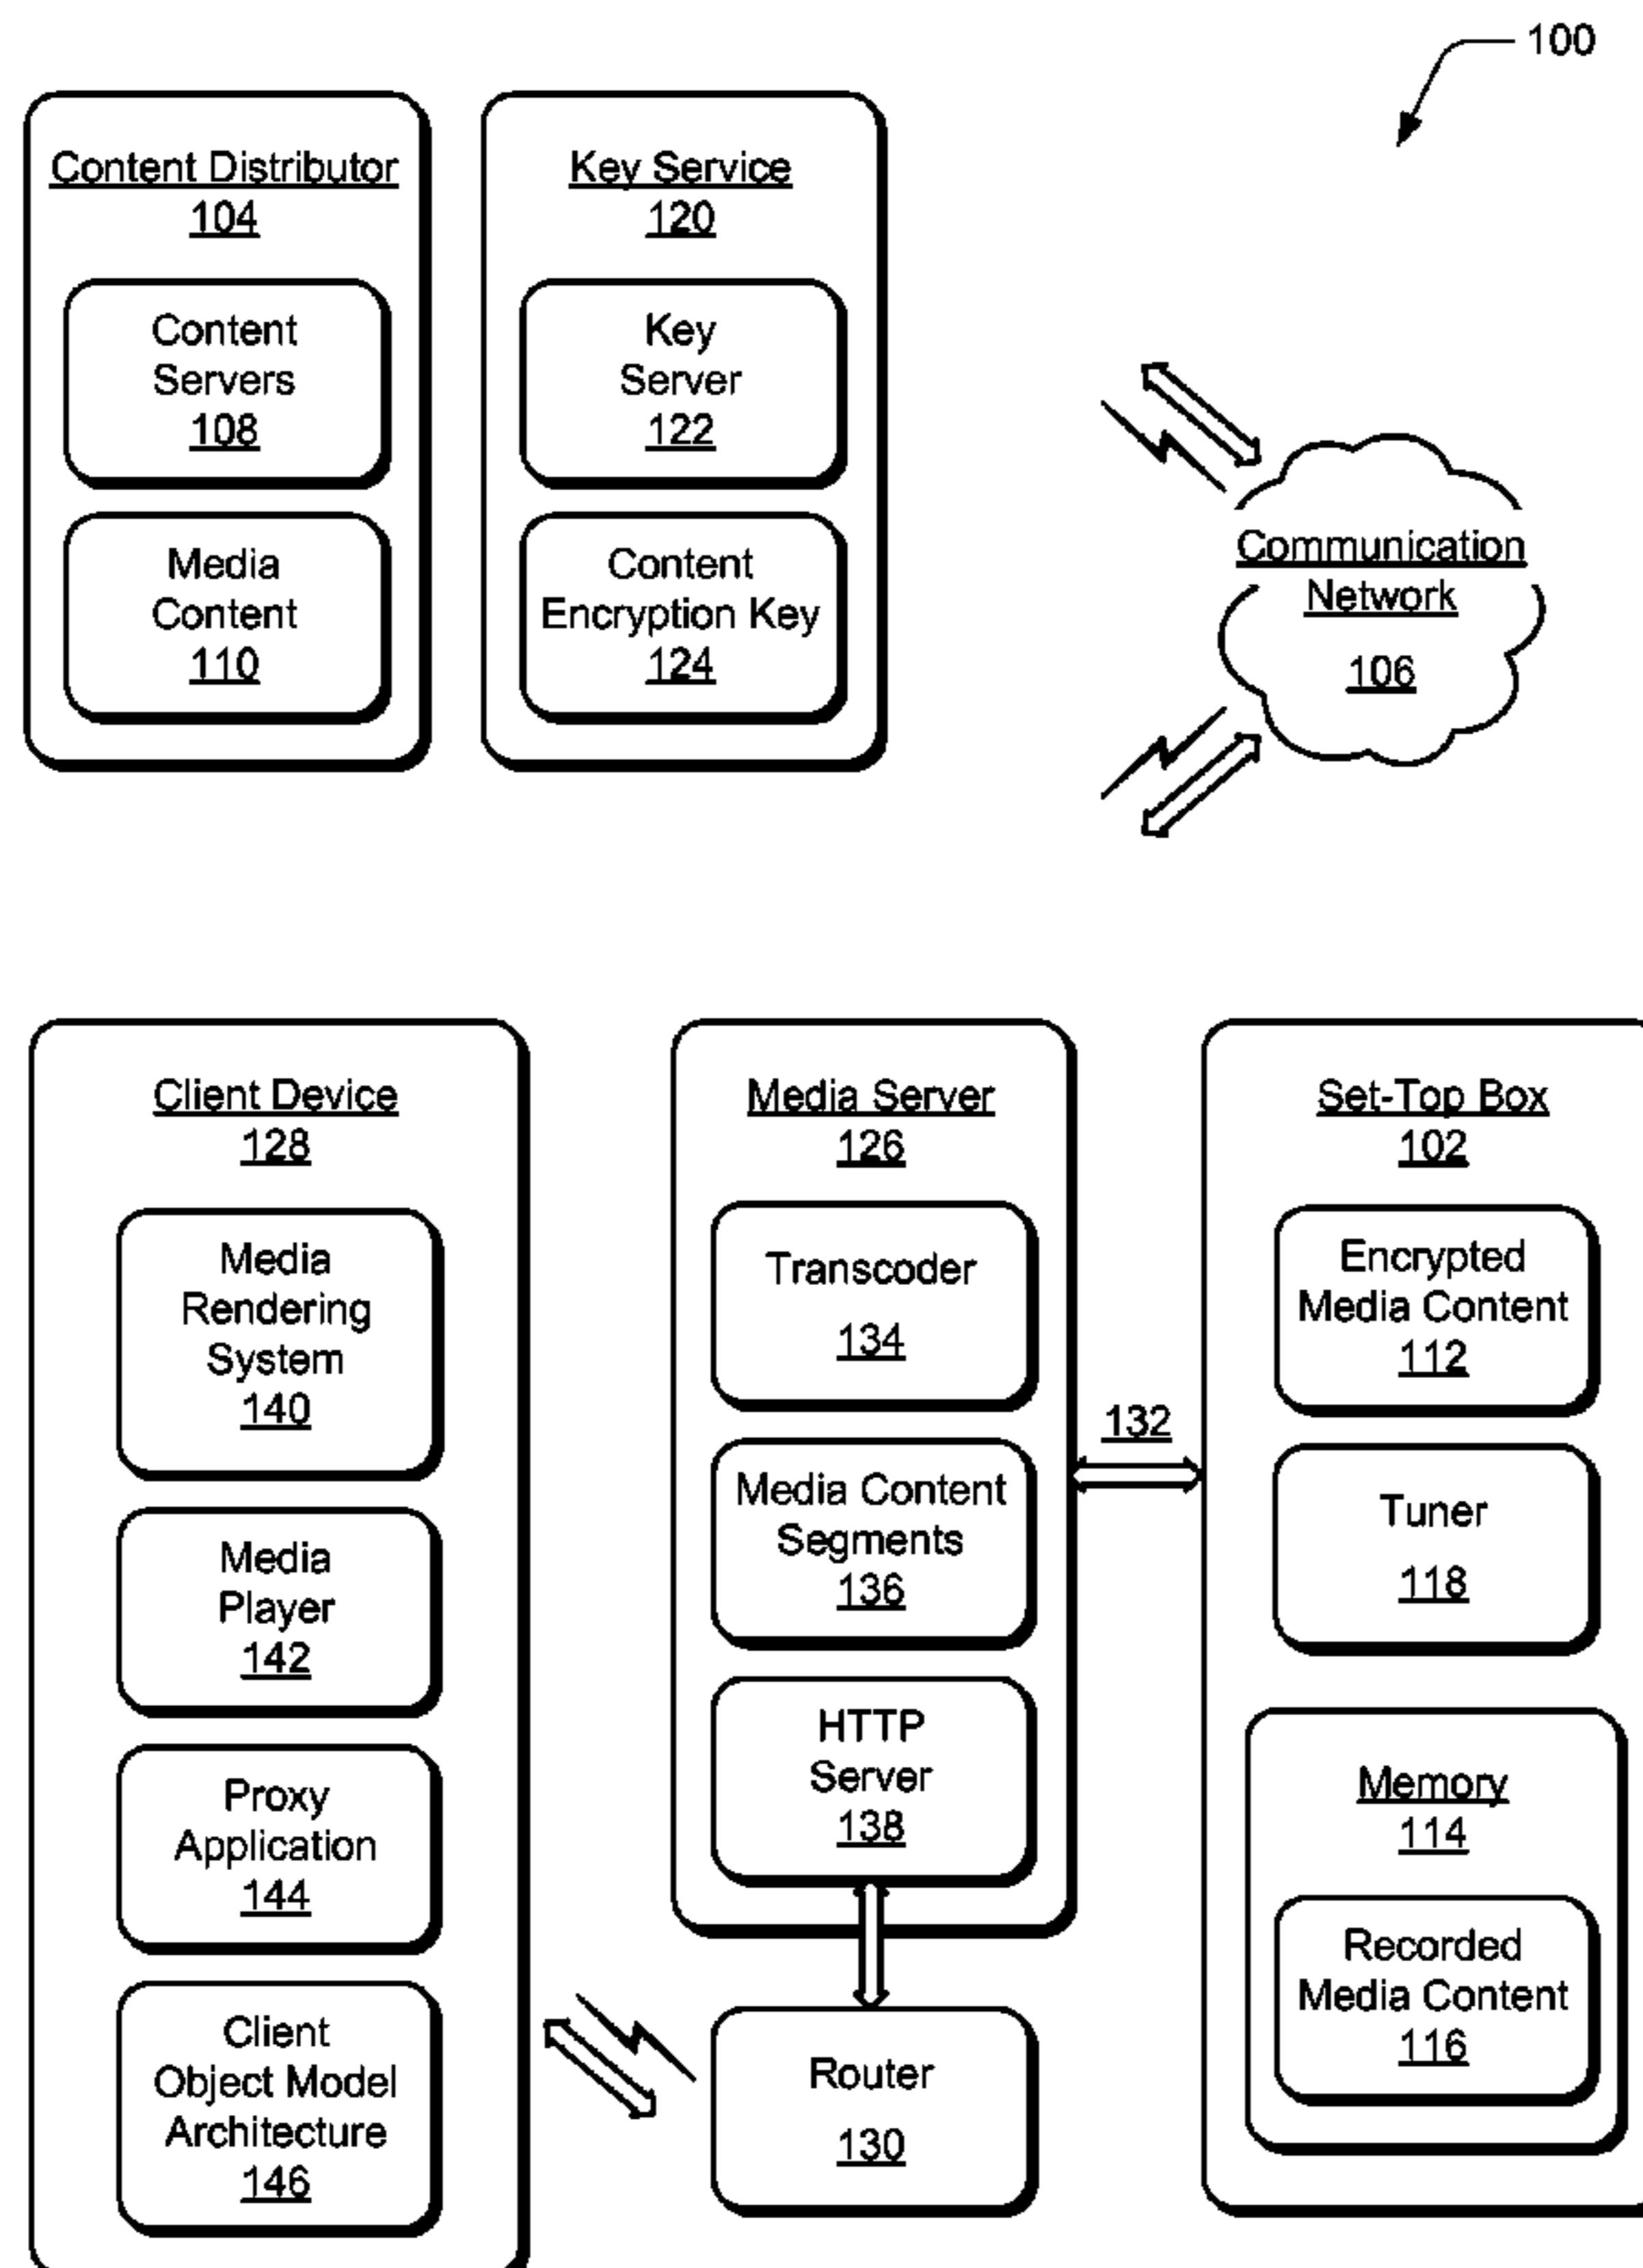 100
Content Distributor
104
Content
Servers
108
Media
Content
110
Key Service
120
Key
Server
122
Content
Encryption Key
124
Communication
Network
106
Client Device
128
Media
Rendering
System
140
Media
Player
142
Proxy
Application
144
Client
Object Model
Architecture
146
Media Server
126
Transcoder
134
Media Content
Segments
136
HTTP
Server
138
Router
130
132
Set-Top Box
102
Encrypted
Media Content
112
Tuner
118
Memory
114
Recorded
Media Content
116